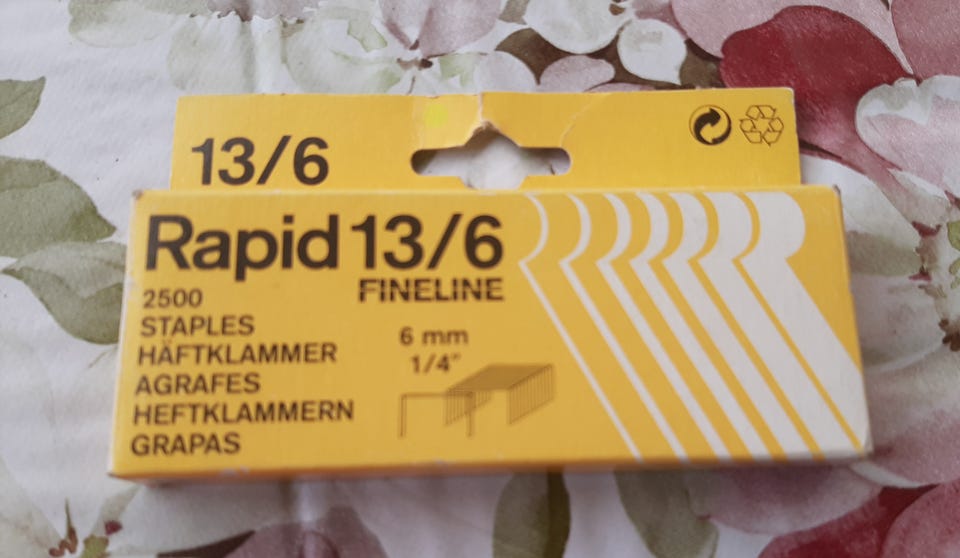 13/6
Rapid 13/6
FINELINE
2500
STAPLES
HÄFTKLAMMER
AGRAFES
HEFTKLAMMERN
GRAPAS
6 mm
1/4"